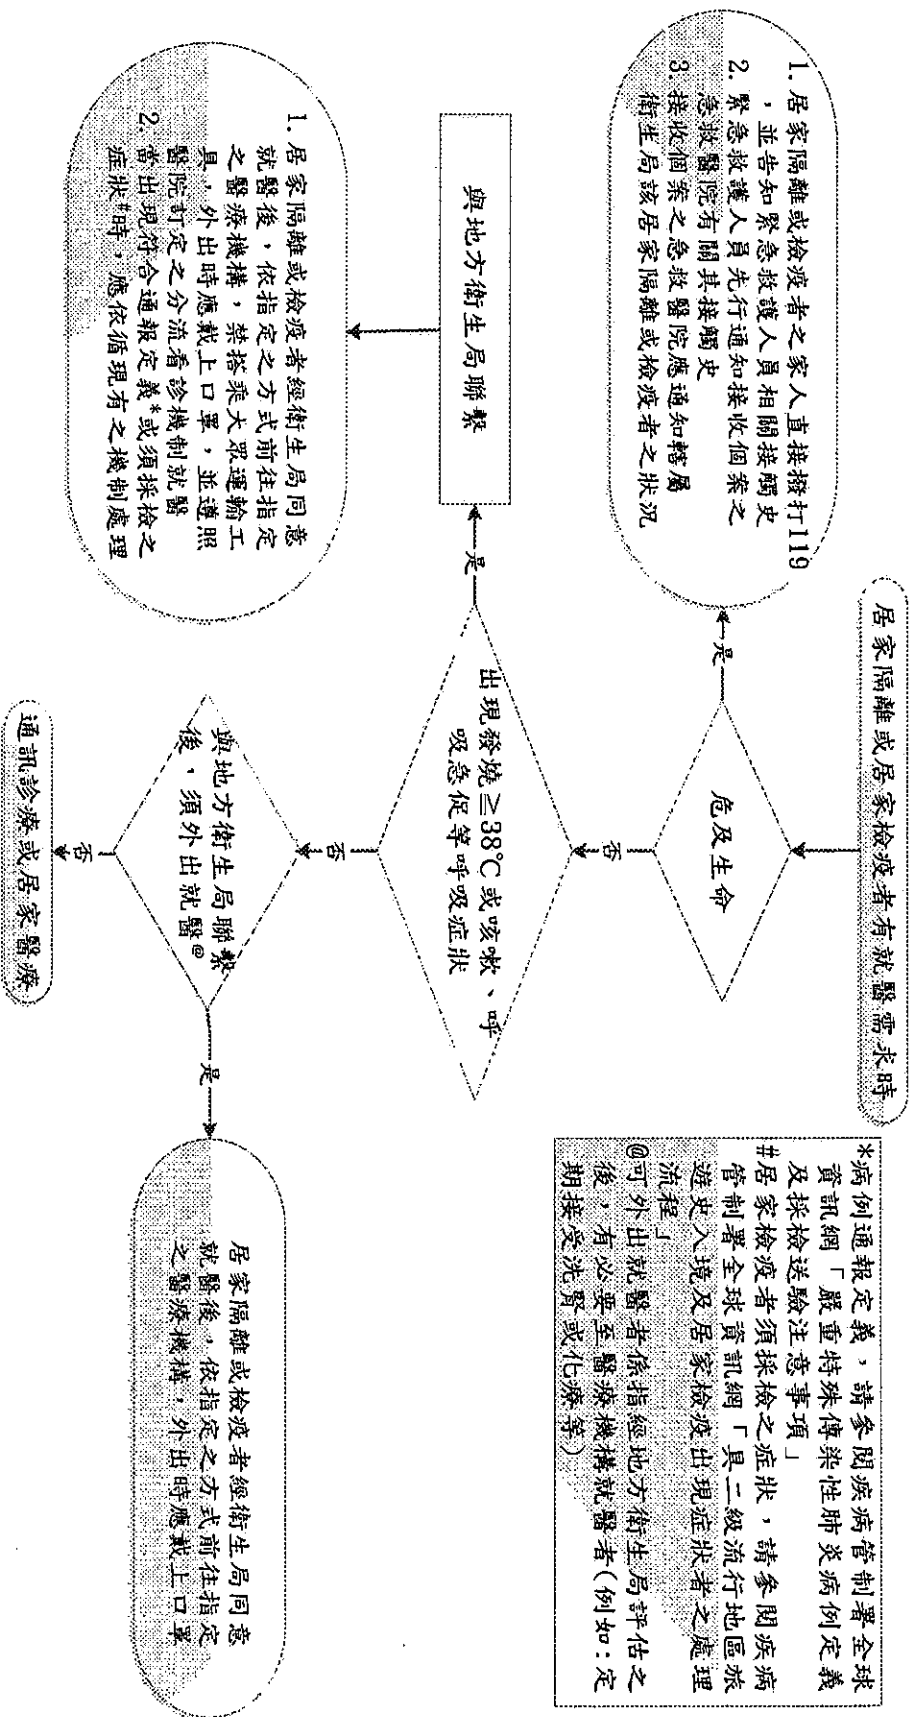 居家隔離或居家檢疫者有就醫需求時
危及生命
是
1. 居家隔離或檢疫者之家人直接撥打119
，並告知緊急救護人員相關接觸史
2. 緊急救護人員先行通知接收個案之
急救醫院有關其接觸史
3. 接收個案之急救醫院應通知轄屬
衛生局該居家隔離或檢疫者之狀況
否
出現發燒≧38℃或咳嗽、呼
吸急促等呼吸症狀
是
與地方衛生局聯繫
1. 居家隔離或檢疫者經衛生局同意
就醫後，依指定之方式前往指定
之醫療機構，禁搭乘大眾運輸工
具，外出時應戴上口罩，並遵照
醫院訂定之分流看診機制就醫
2. 當出現符合通報定義*或須採檢之
症狀#時，應依循現有之機制處理
否
與地方衛生局聯繫
後，須外出就醫@
是
居家隔離或檢疫者經衛生局同意
就醫後，依指定之方式前往指定
之醫療機構，外出時應戴上口罩
否
通訊診療或居家醫療
*病例通報定義，請參閱疾病管制署全球
資訊網「嚴重特殊傳染性肺炎病例定義
及採檢送驗注意事項」
#居家檢疫者須採檢之症狀，請參閱疾病
管制署全球資訊網「具二級流行地區旅
遊史入境及居家檢疫出現症狀者之處理
流程」
@可外出就醫者係指經地方衛生局評估之
後，有必要至醫療機構就醫者(例如：定
期接受洗腎或化療等)